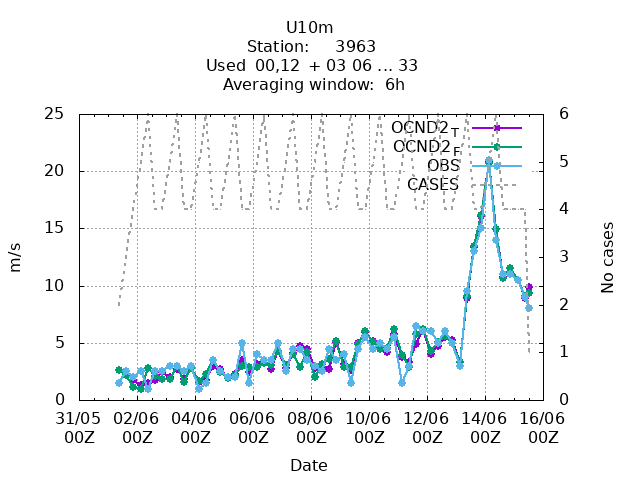 U10m
Station: 3963
Used 00,12 + 03 06 ... 33
Averaging window: 6h
25 6
OCND2T
OCND2F
OBS
CASES
20 5
15 4
3
10 2
5 1
0 0
m/s
No cases
31/05 02/06 04/06 06/06 08/06 10/06 12/06 14/06 16/06
00Z 00Z 00Z 00Z 00Z 00Z 00Z 00Z 00Z
Date